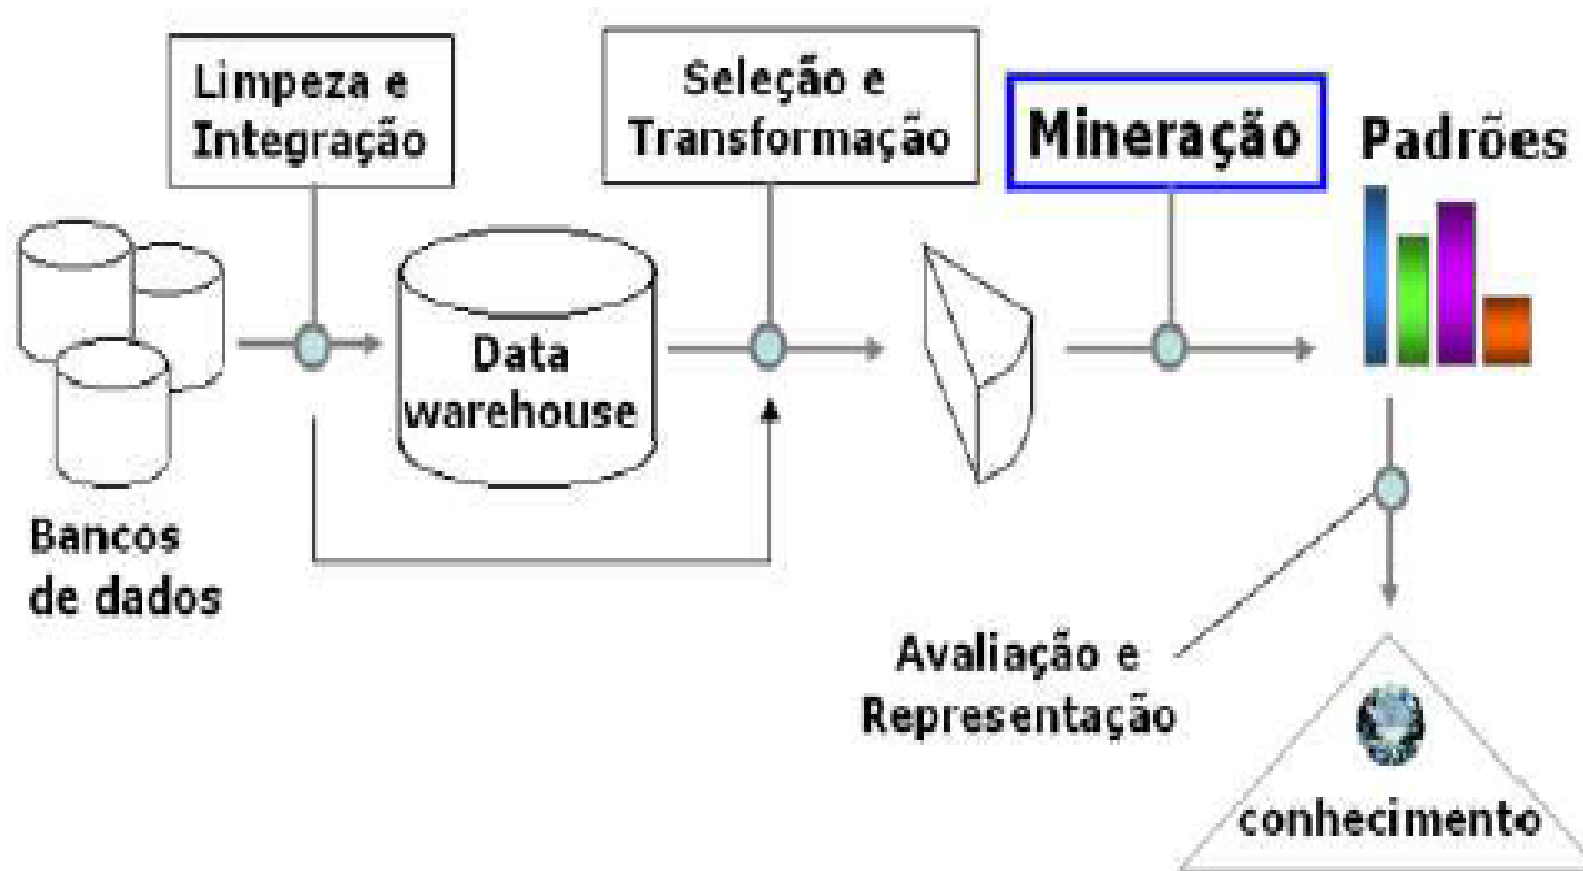 Limpeza e
Integração
Seleção e
Transformação
Mineração
Padrões
Data
warehouse
Bancos
de dados
Avaliação e
Representação
conhecimento